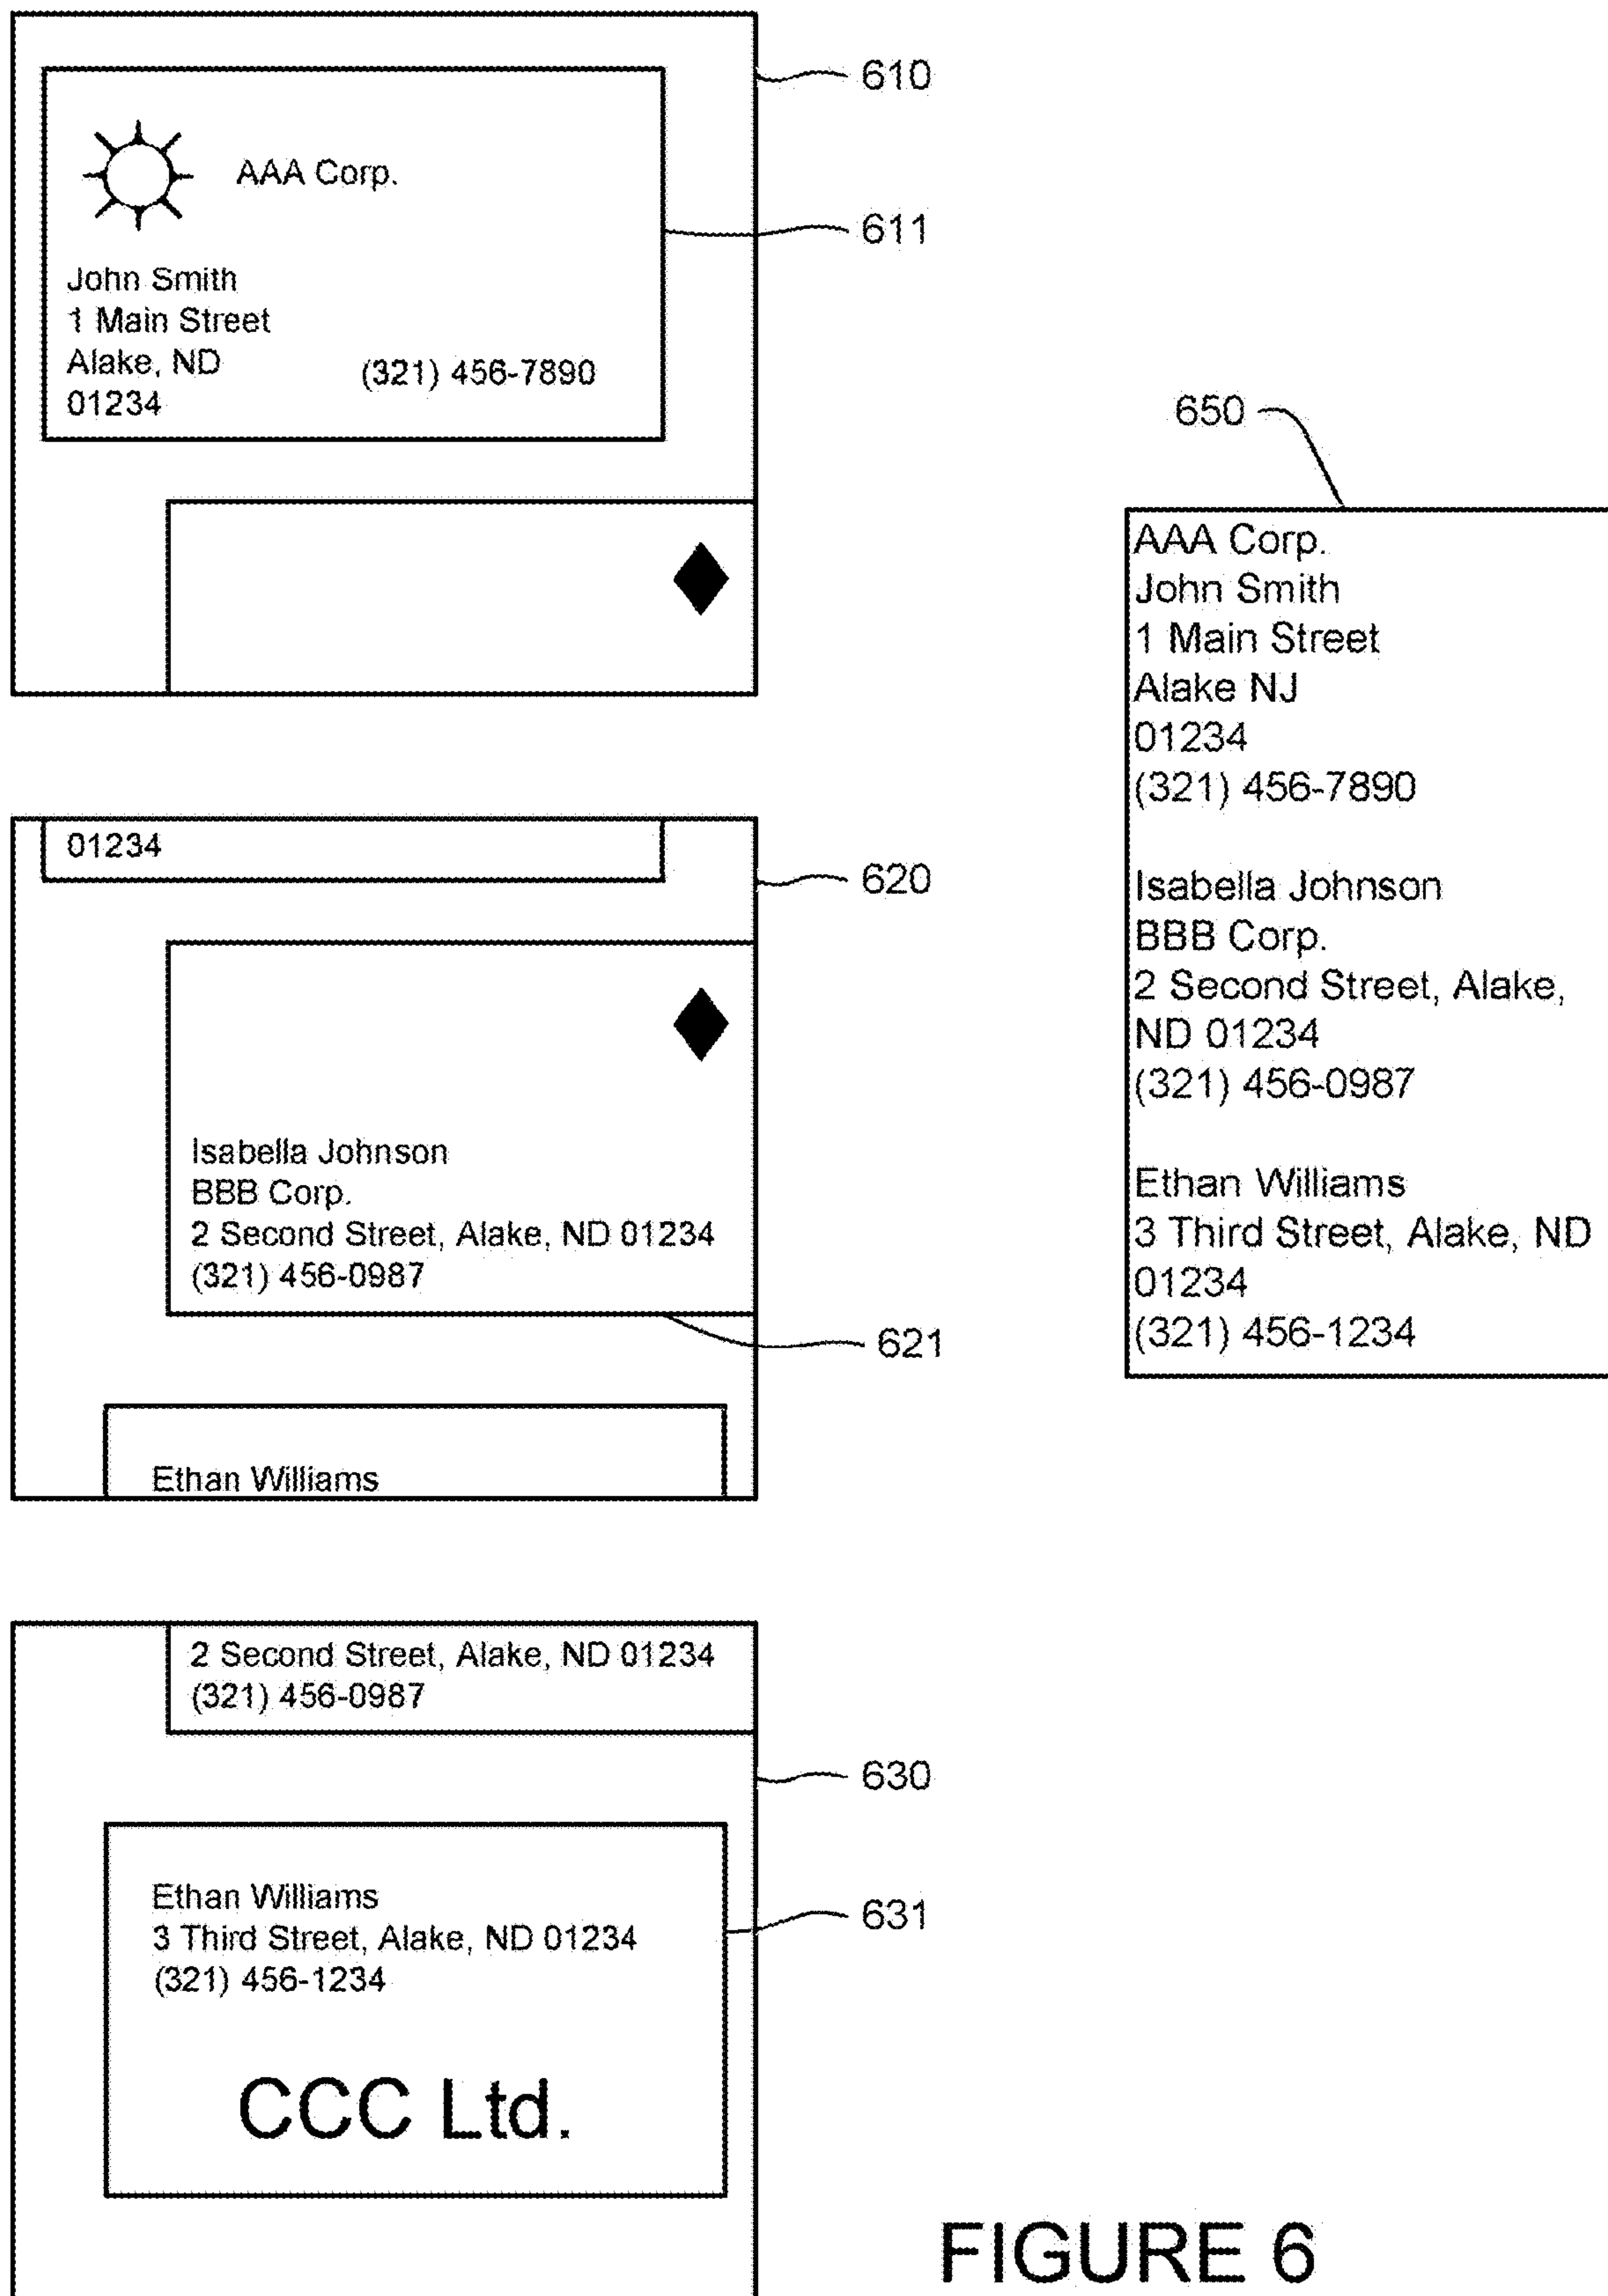 610
AAA Corp.
611
John Smith
1 Main Street
Alake, ND
(321) 456-7890
01234
650
AAA Corp.
John Smith
1 Main Street
Alake NJ
01234
(321) 456-7890
Isabella Johnson
BBB Corp.
2 Second Street, Alake,
ND 01234
(321) 456-0987
Ethan Williams
3 Third Street, Alake, ND
01234
(321) 456-1234
01234
620
Isabella Johnson
BBB Corp.
2 Second Street, Alake, ND 01234
(321) 456-0987
621
Ethan Williams
2 Second Street, Alake, ND 01234
(321) 456-0987
630
Ethan Williams
631
3 Third Street, Alake, ND 01234
(321) 456-1234
CCC Ltd.
FIGURE 6